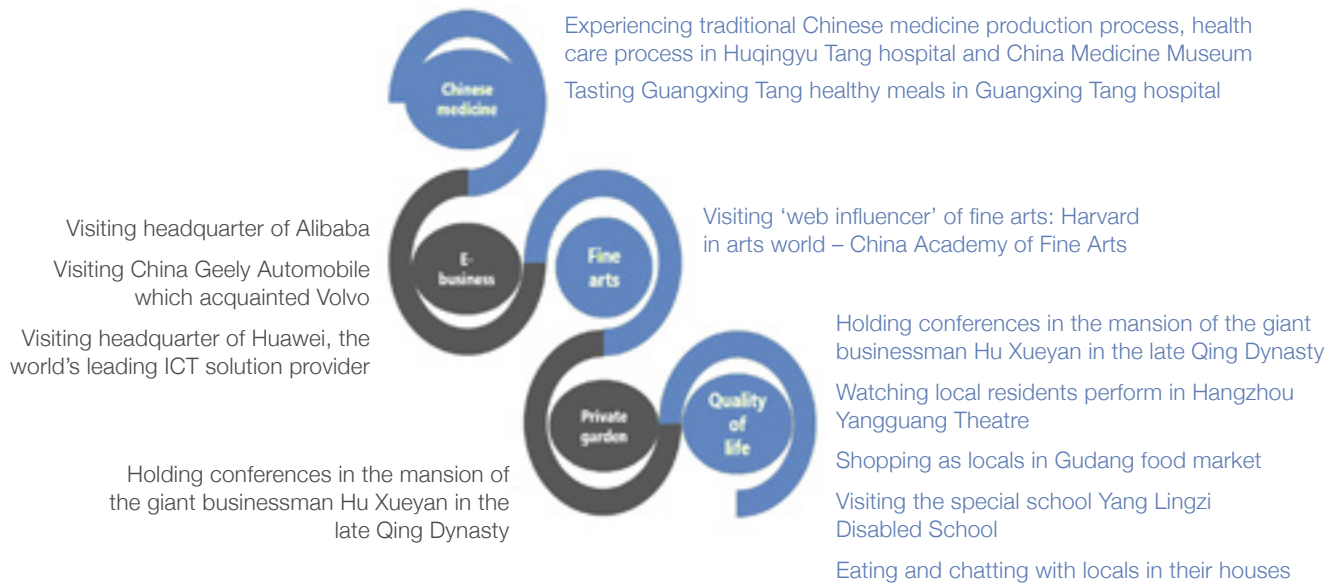 Chinese
medicine
Experiencing traditional Chinese medicine production process, health
care process in Huqingyu Tang hospital and China Medicine Museum
Tasting Guangxing Tang healthy meals in Guangxing Tang hospital
E-
business
Visiting headquarter of Alibaba
Visiting China Geely Automobile
which acquainted Volvo
Visiting headquarter of Huawei, the
world's leading ICT solution provider
Fine
arts
Visiting ‘web influencer’ of fine arts: Harvard
in arts world – China Academy of Fine Arts
Private
garden
Holding conferences in the mansion of
the giant businessman Hu Xueyan in the
late Qing Dynasty
Quality
of
life
Holding conferences in the mansion of the giant
businessman Hu Xueyan in the late Qing Dynasty
Watching local residents perform in Hangzhou
Yangguang Theatre
Shopping as locals in Gudang food market
Visiting the special school Yang Lingzi
Disabled School
Eating and chatting with locals in their houses